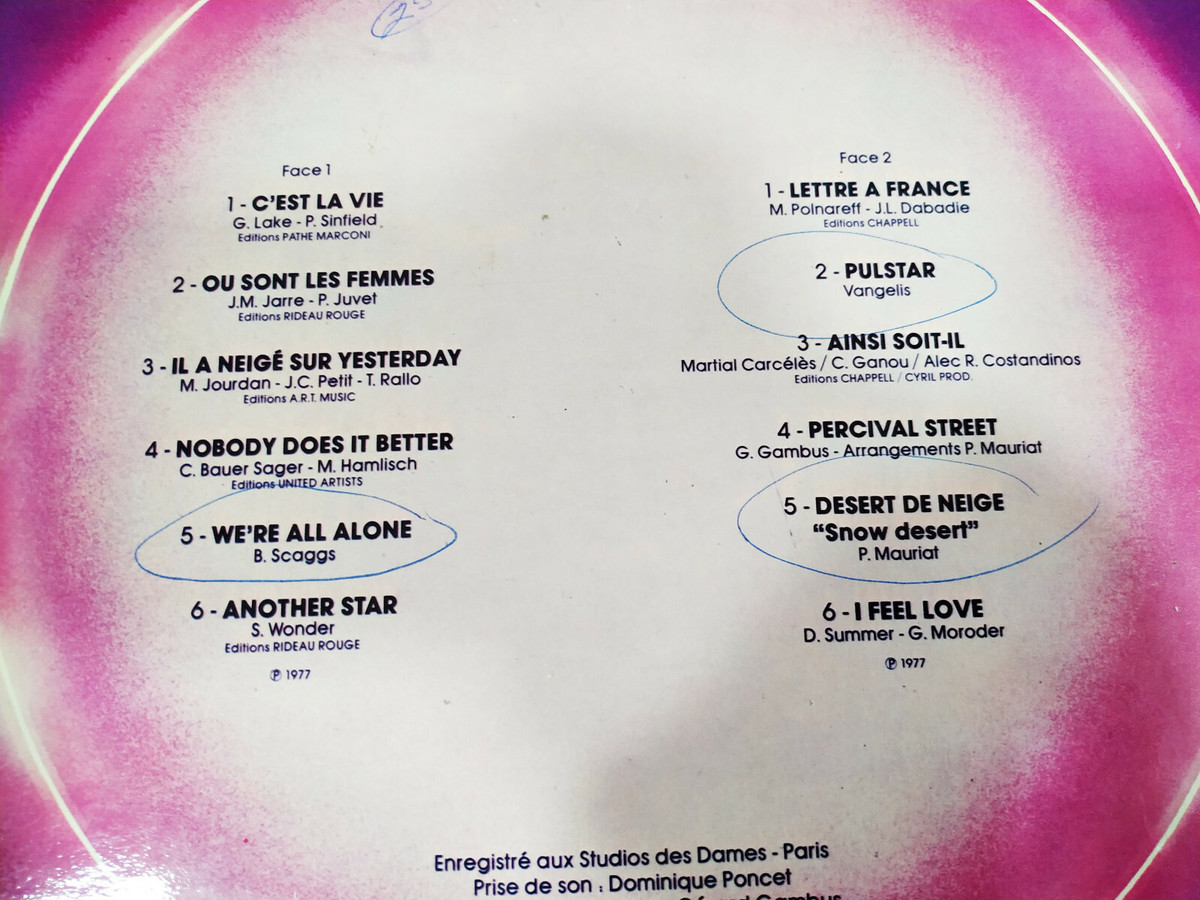 Face 1
1 - C'EST LA VIE
G. Lake - P. Sinfield
Editions PATHE MARCONI
2 - OU SONT LES FEMMES
J.M. Jarre - P. Juvet
Editions RIDEAU ROUGE
3 - IL A NEIGÉ SUR YESTERDAY
M. Jourdan - J.C. Petit - T. Rallo
Editions A.R.T. MUSIC
4 - NOBODY DOES IT BETTER
C. Bauer Sager - M. Hamlisch
Editions UNITED ARTISTS
5 - WE'RE ALL ALONE
B. Scaggs
6 - ANOTHER STAR
S. Wonder
Editions RIDEAU ROUGE
℗ 1977
Face 2
1 - LETTRE A FRANCE
M. Polnareff - J.L. Dabadie
Editions CHAPPELL
2 - PULSTAR
Vangelis
3 - AINSI SOIT-IL
Martial Carcélès / C. Ganou / Alec R. Costandinos
Editions CHAPPELL / CYRIL PROD.
4 - PERCIVAL STREET
G. Gambus - Arrangements P. Mauriat
5 - DESERT DE NEIGE
"Snow desert"
P. Mauriat
6 - I FEEL LOVE
D. Summer - G. Moroder
℗ 1977
Enregistré aux Studios des Dames - Paris
Prise de son : Dominique Poncet
Gérard Gambus